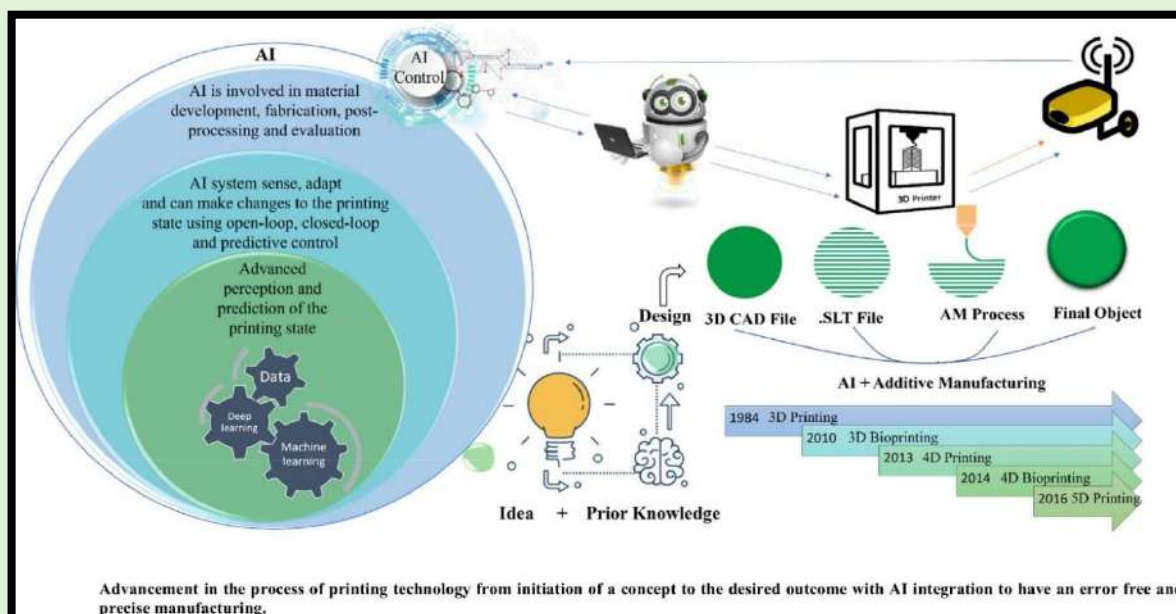 AI
AI is involved in material
development, fabrication, post-
processing and evaluation
AI system sense, adapt
and can make changes to the printing
state using open-loop, closed-loop
and predictive control
Advanced
perception and
prediction of the
printing state
Data
Deep
learning
Machine
learning
AI
Control
3D Printer
Design
3D CAD File
.SLT File
AM Process
Final Object
AI + Additive Manufacturing
1984 3D Printing
2010 3D Bioprinting
2013 4D Printing
2014 4D Bioprinting
2016 5D Printing
Idea + Prior Knowledge
Advancement in the process of printing technology from initiation of a concept to the desired outcome with AI integration to have an error free
precise manufacturing.